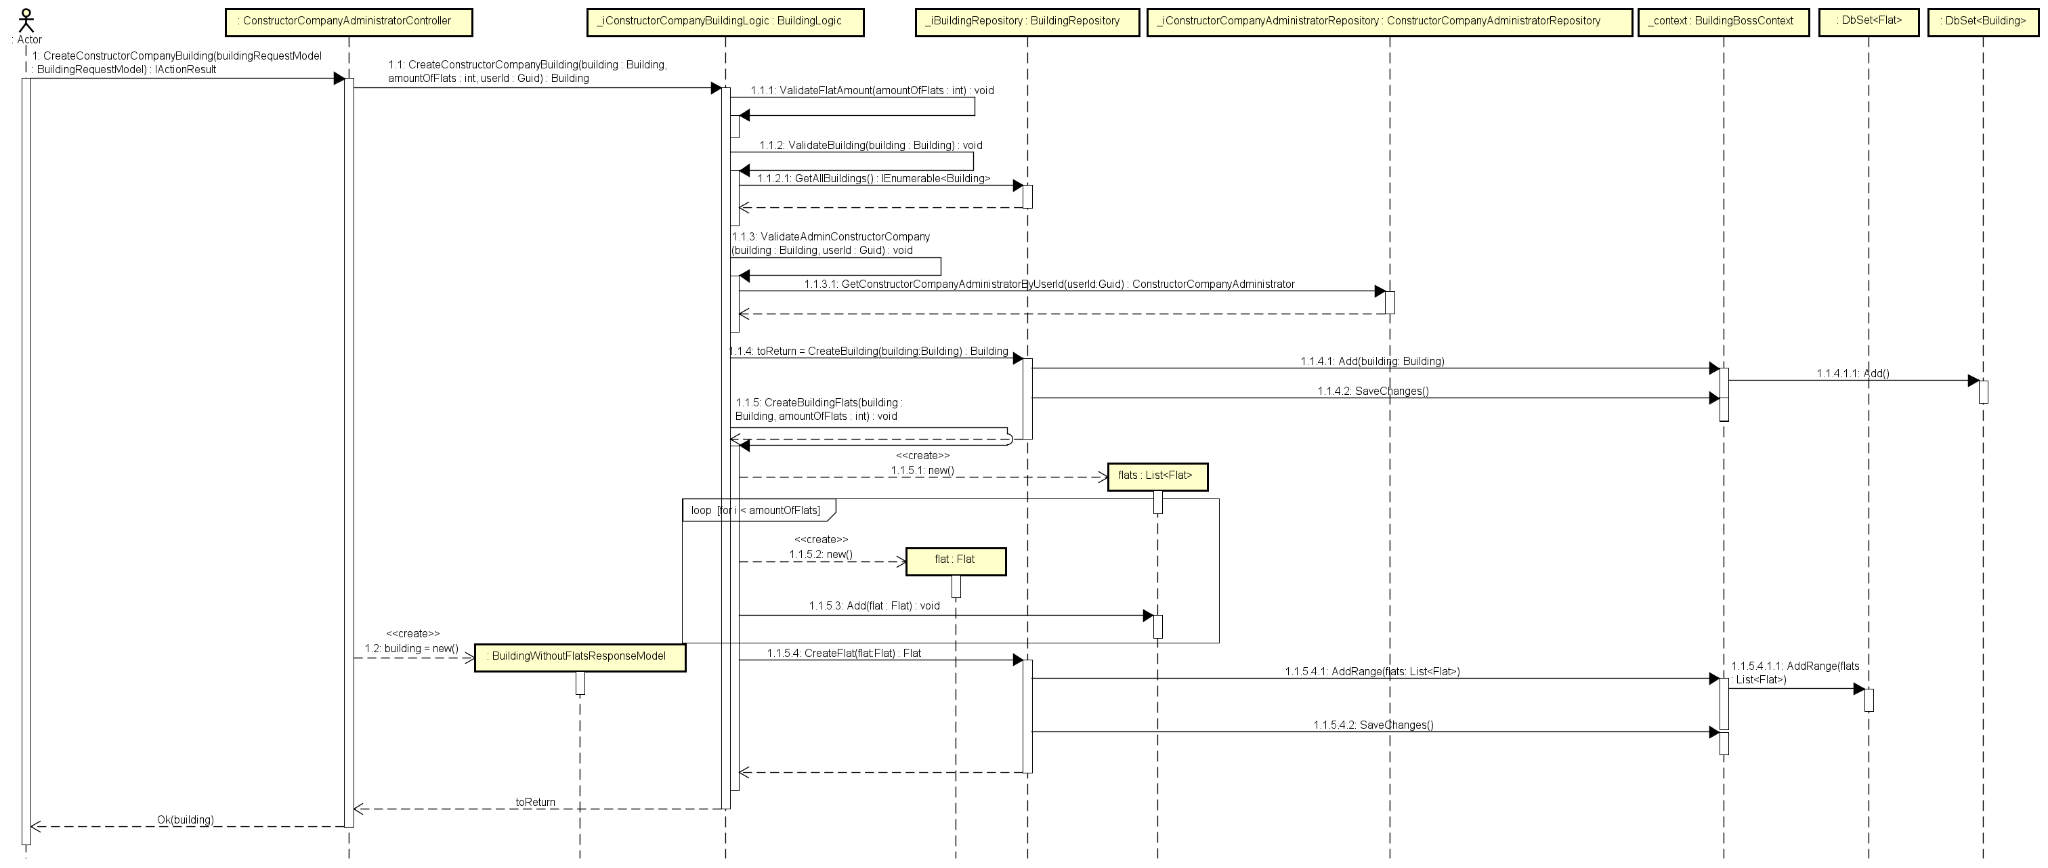 : Actor
: ConstructorCompanyAdministratorController
_iConstructorCompanyBuildingLogic : BuildingLogic
_iBuildingRepository : BuildingRepository
_iConstructorCompanyAdministratorRepository : ConstructorCompanyAdministratorRepository
_context : BuildingBossContext
: DbSet<Flat>
: DbSet<Building>
1: CreateConstructorCompanyBuilding(buildingRequestModel
: BuildingRequestModel) : IActionResult
1.1: CreateConstructorCompanyBuilding(building : Building,
amountOfFlats : int, userId : Guid) : Building
1.1.1: ValidateFlatAmount(amountOfFlats : int) : void
1.1.2: ValidateBuilding(building : Building) : void
1.1.2.1: GetAllBuildings() : IEnumerable<Building>
1.1.3: ValidateAdminConstructorCompany
(building : Building, userId : Guid) : void
1.1.3.1: GetConstructorCompanyAdministratorByUserId(userId:Guid) : ConstructorCompanyAdministrator
1.1.4: toReturn = CreateBuilding(building:Building) : Building
1.1.4.1: Add(building: Building)
1.1.4.1.1: Add()
1.1.4.2: SaveChanges()
1.1.5: CreateBuildingFlats(building :
Building, amountOfFlats : int) : void
<<create>>
1.1.5.1: new()
flats : List<Flat>
loop [for i < amountOfFlats]
<<create>>
1.1.5.2: new()
flat : Flat
1.1.5.3: Add(flat : Flat) : void
<<create>>
1.2: building = new()
: BuildingWithoutFlatsResponseModel
1.1.5.4: CreateFlat(flat:Flat) : Flat
1.1.5.4.1: AddRange(flats: List<Flat>)
1.1.5.4.1.1: AddRange(flats
: List<Flat>)
1.1.5.4.2: SaveChanges()
toReturn
Ok(building)